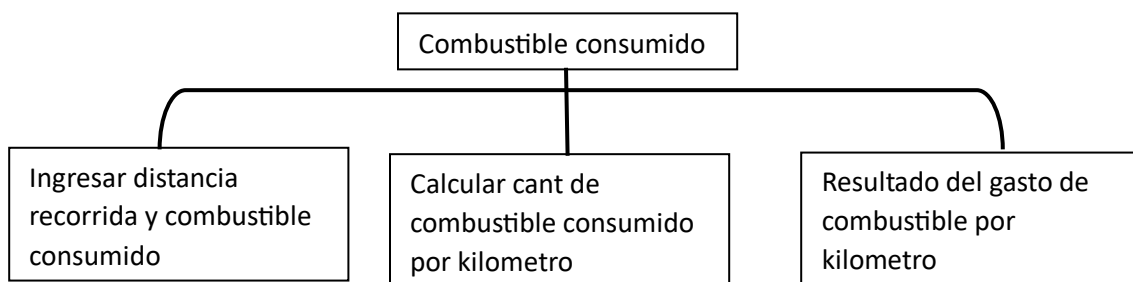 Combustible consumido
Ingresar distancia
recorrida y combustible
consumido
Calcular cant de
combustible consumido
por kilometro
Resultado del gasto de
combustible por
kilometro